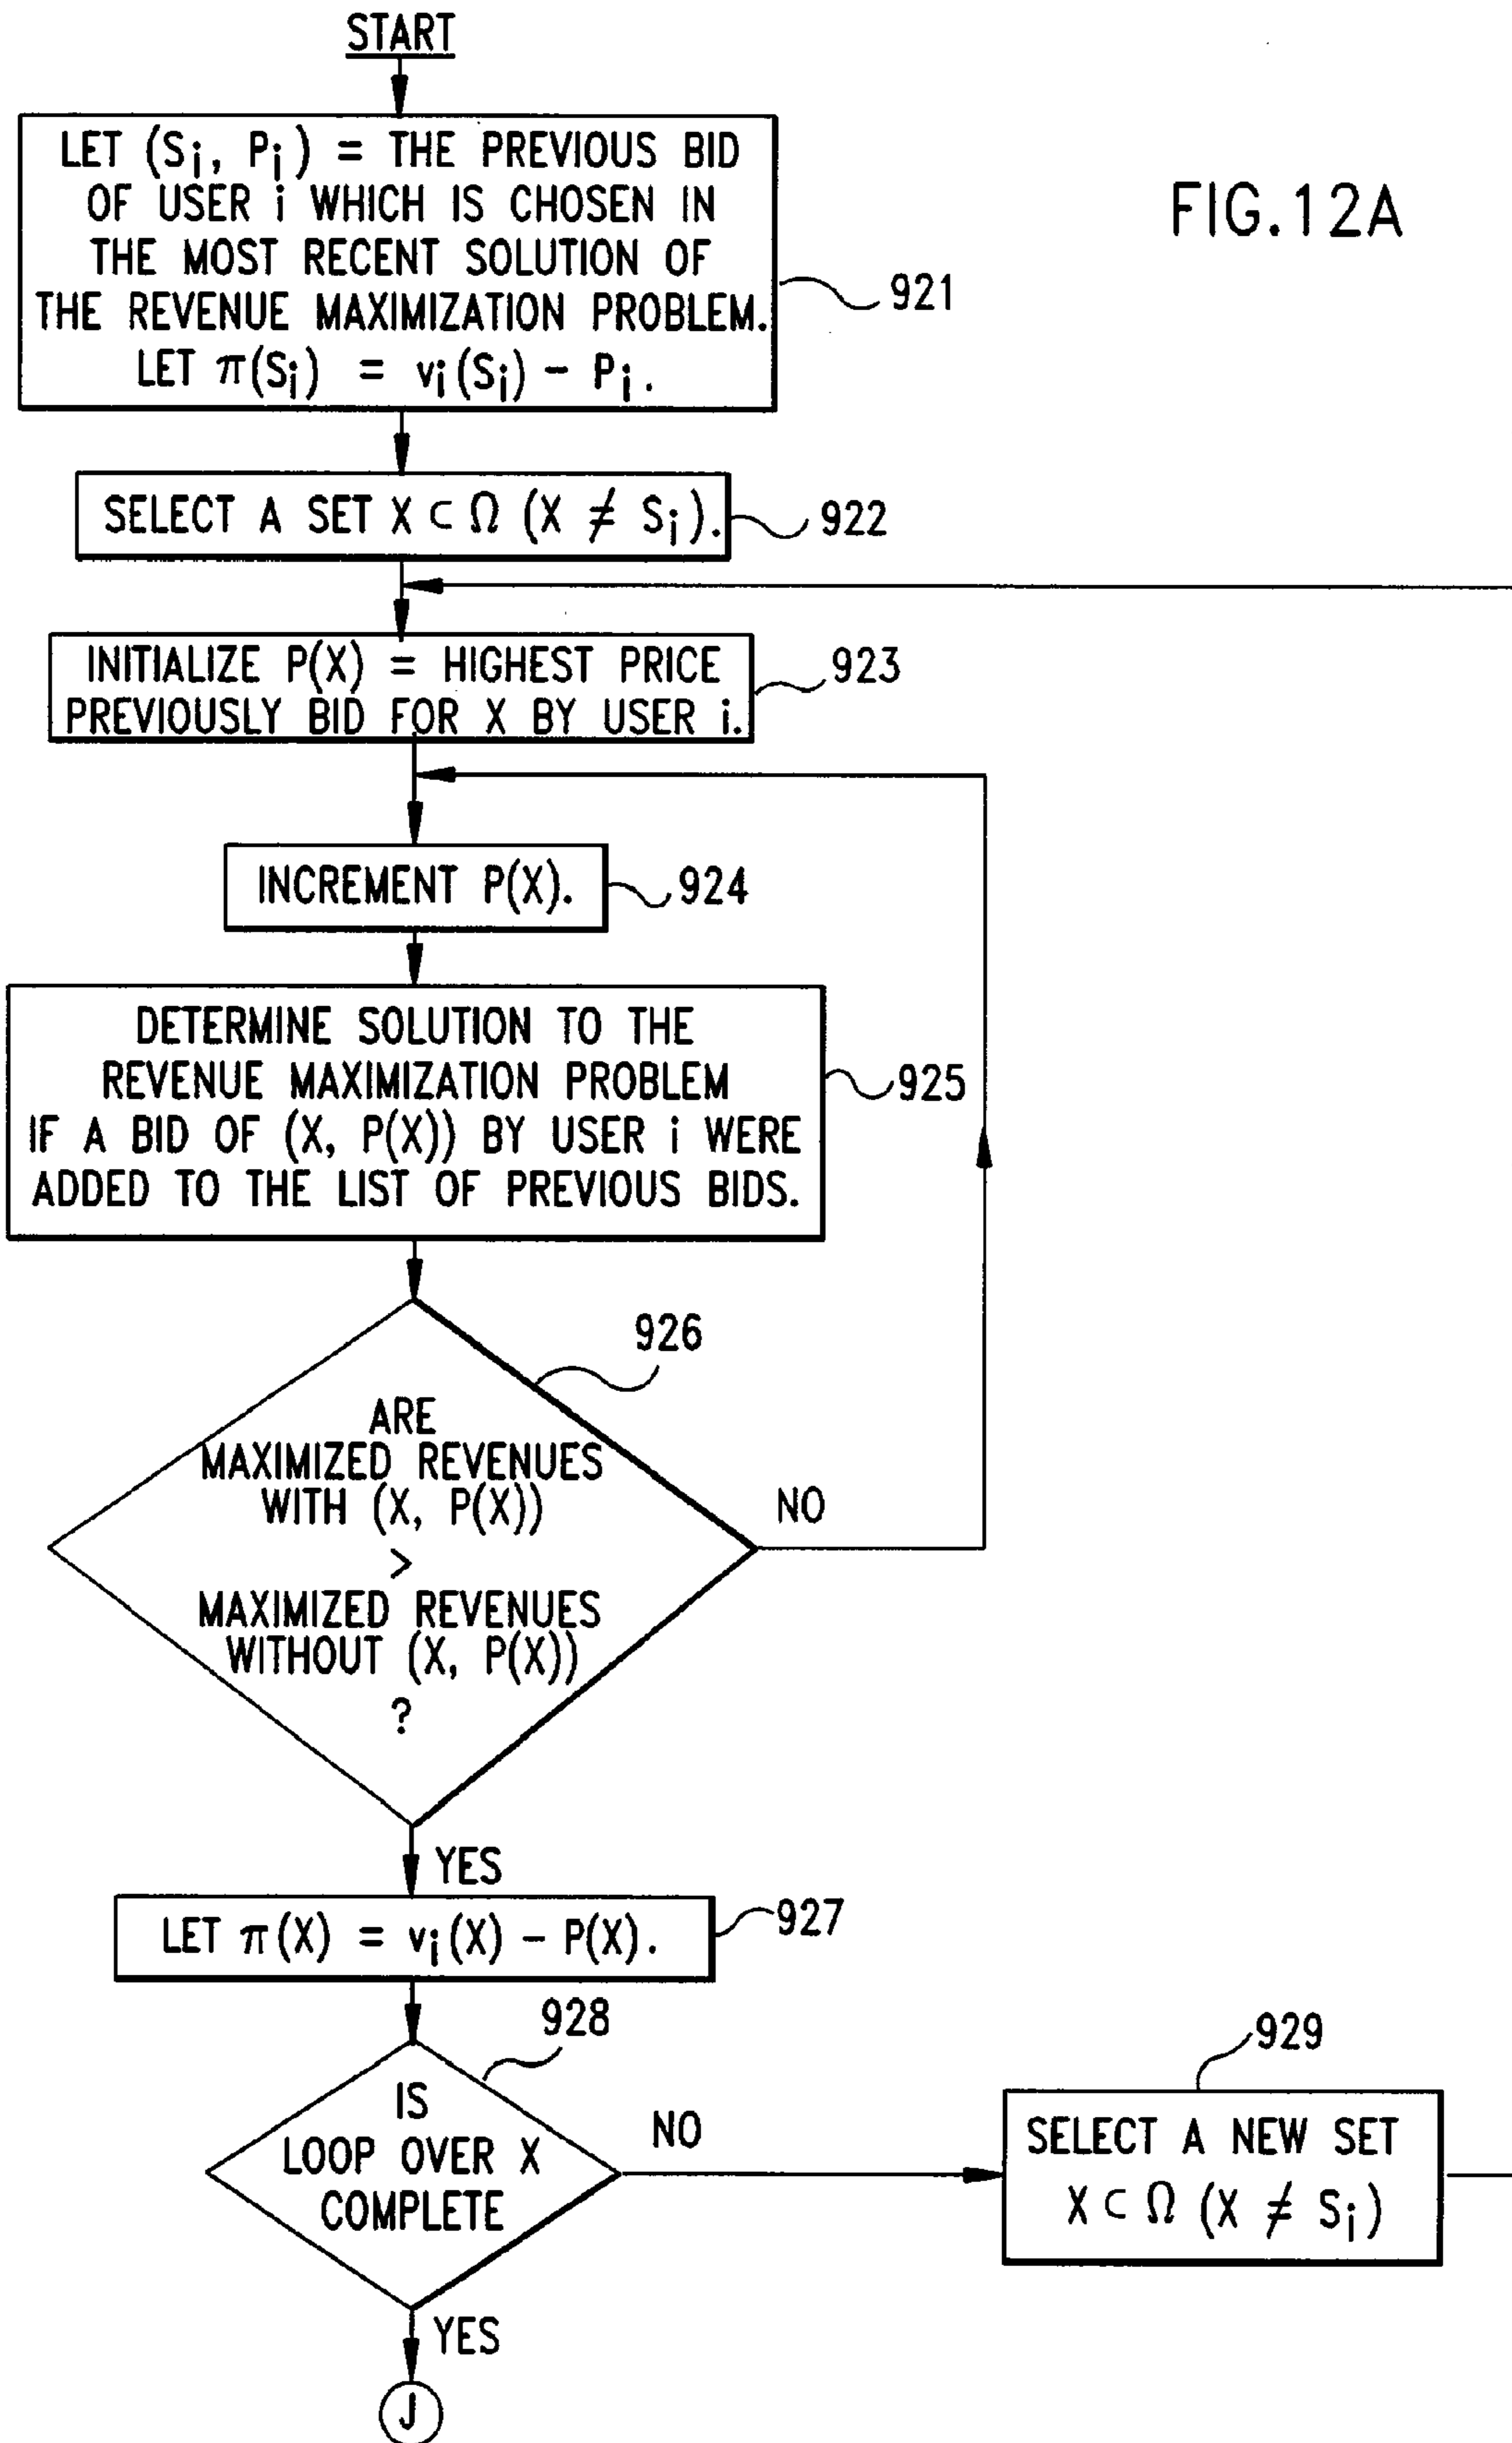 START
LET (Si, Pi) = THE PREVIOUS BID
OF USER i WHICH IS CHOSEN IN
THE MOST RECENT SOLUTION OF
THE REVENUE MAXIMIZATION PROBLEM.
LET π(Si) = vi(Si) - Pi.
921
FIG.12A
SELECT A SET X ⊂ Ω (X ≠ Si).
922
INITIALIZE P(X) = HIGHEST PRICE
PREVIOUSLY BID FOR X BY USER i.
923
INCREMENT P(X).
924
DETERMINE SOLUTION TO THE
REVENUE MAXIMIZATION PROBLEM
IF A BID OF (X, P(X)) BY USER i WERE
ADDED TO THE LIST OF PREVIOUS BIDS.
925
926
ARE
MAXIMIZED REVENUES
WITH (X, P(X))
>
MAXIMIZED REVENUES
WITHOUT (X, P(X))
?
NO
YES
LET π(X) = vi(X) - P(X).
927
928
IS
LOOP OVER X
COMPLETE
NO
929
SELECT A NEW SET
X ⊂ Ω (X ≠ Si)
YES
J